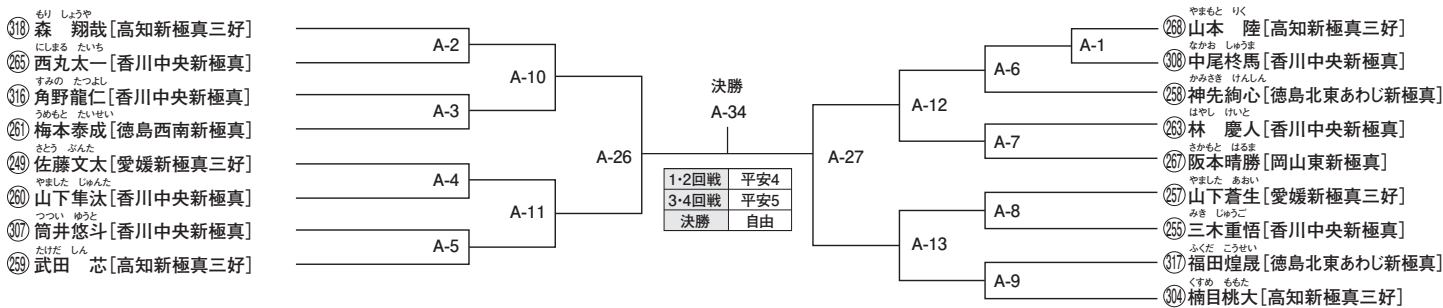 もり しょうや
318 森 翔哉[高知新極真三好]
にしまる たいち
265 西丸太一[香川中央新極真]
すみの たつよし
316 角野龍仁[香川中央新極真]
うめもと たいせい
261 梅本泰成[徳島西南新極真]
さとう ぶんた
249 佐藤文太[愛媛新極真三好]
やました じゅんた
260 山下隼汰[香川中央新極真]
つつい ゆうと
307 筒井悠斗[香川中央新極真]
たけだ しん
259 武田 芯[高知新極真三好]
A-2
A-3
A-4
A-5
A-10
A-11
A-26
決勝
A-34
1・2回戦 平安4
3・4回戦 平安5
決勝 自由
A-27
A-12
A-13
A-6
A-7
A-8
A-9
A-1
やまもと りく
268 山本 陸[高知新極真三好]
なかお しゅうま
308 中尾柊馬[香川中央新極真]
かみさき けんしん
258 神先絢心[徳島北東あわじ新極真]
はやし けいと
263 林 慶人[香川中央新極真]
さかもと はるま
267 阪本晴勝[岡山東新極真]
やました あおい
257 山下蒼生[愛媛新極真三好]
みき じゅうご
255 三木重悟[香川中央新極真]
ふくだ こうせい
317 福田煌晟[徳島北東あわじ新極真]
くすめ ももた
304 楠目桃大[高知新極真三好]